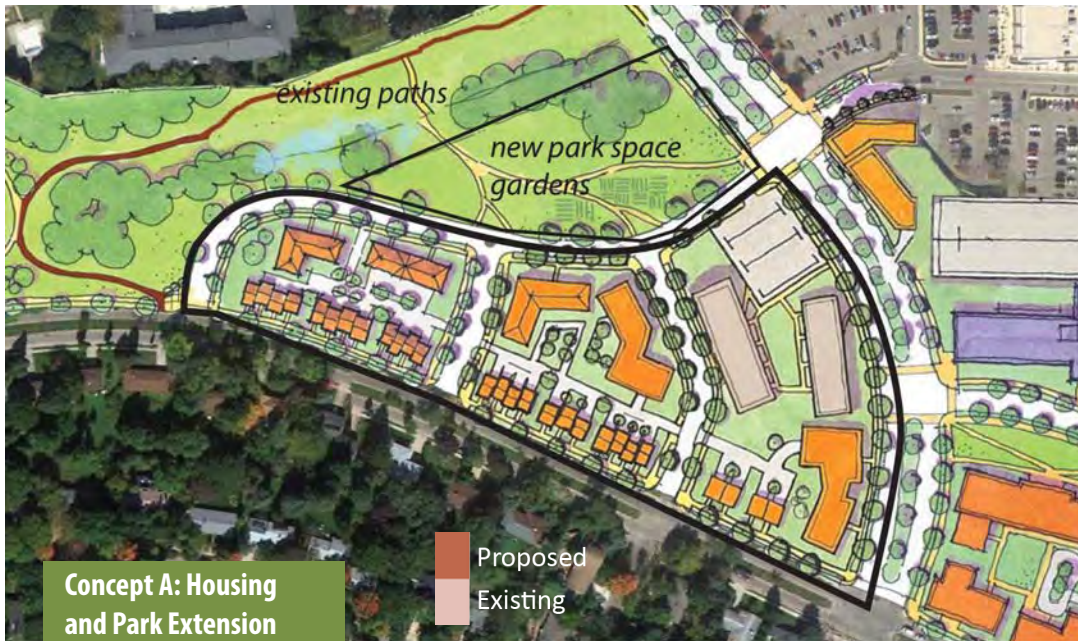 existing paths
new park space
gardens
Proposed
Existing
Concept A: Housing
and Park Extension